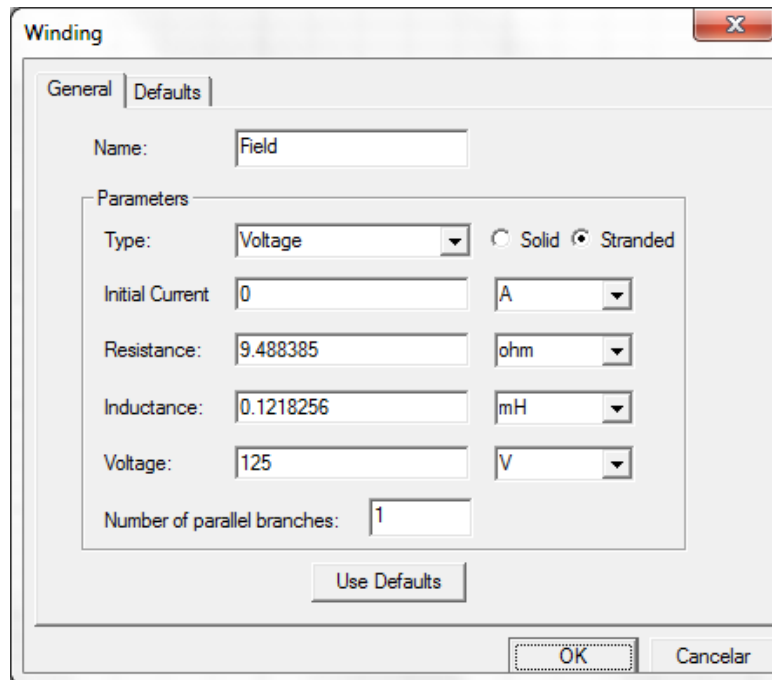 Winding
General Defaults
Name: Field
Parameters
Type: Voltage Solid Stranded
Initial Current 0 A
Resistance: 9.488385 ohm
Inductance: 0.1218256 mH
Voltage: 125 V
Number of parallel branches: 1
Use Defaults
OK Cancelar